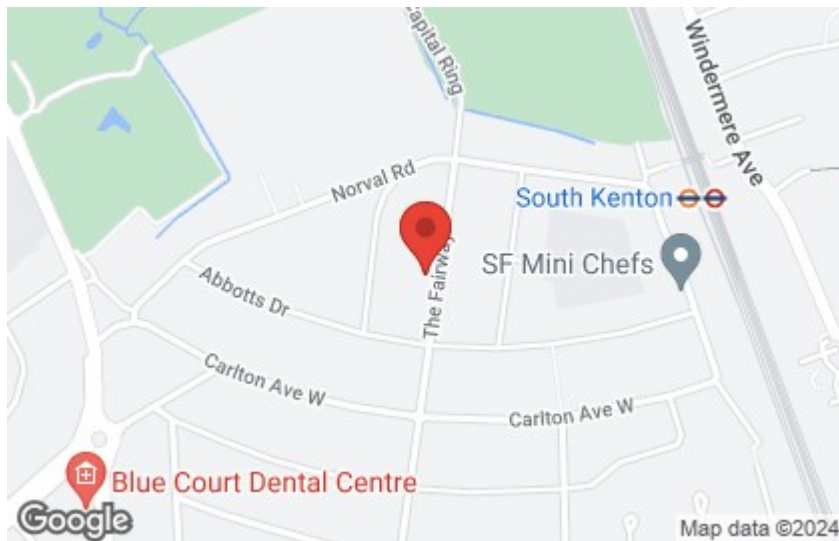 Capital Ring
Windermere Ave
Norval Rd
South Kenton
SF Mini Chefs
The Fairway
Abbotts Dr
Carlton Ave W
Carlton Ave W
Blue Court Dental Centre
Google
Map data ©2024